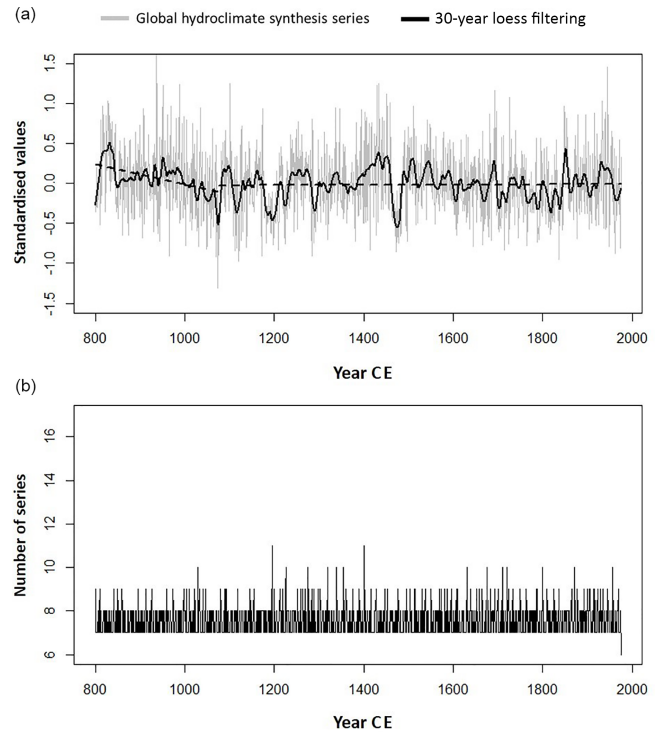 (a)
Global hydroclimate synthesis series
30-year loess filtering
Standardised values
1.5
1.0
0.5
0.0
-0.5
-1.0
-1.5
800 1000 1200 1400 1600 1800 2000
Year CE
(b)
Number of series
16
14
12
10
8
6
800 1000 1200 1400 1600 1800 2000
Year CE